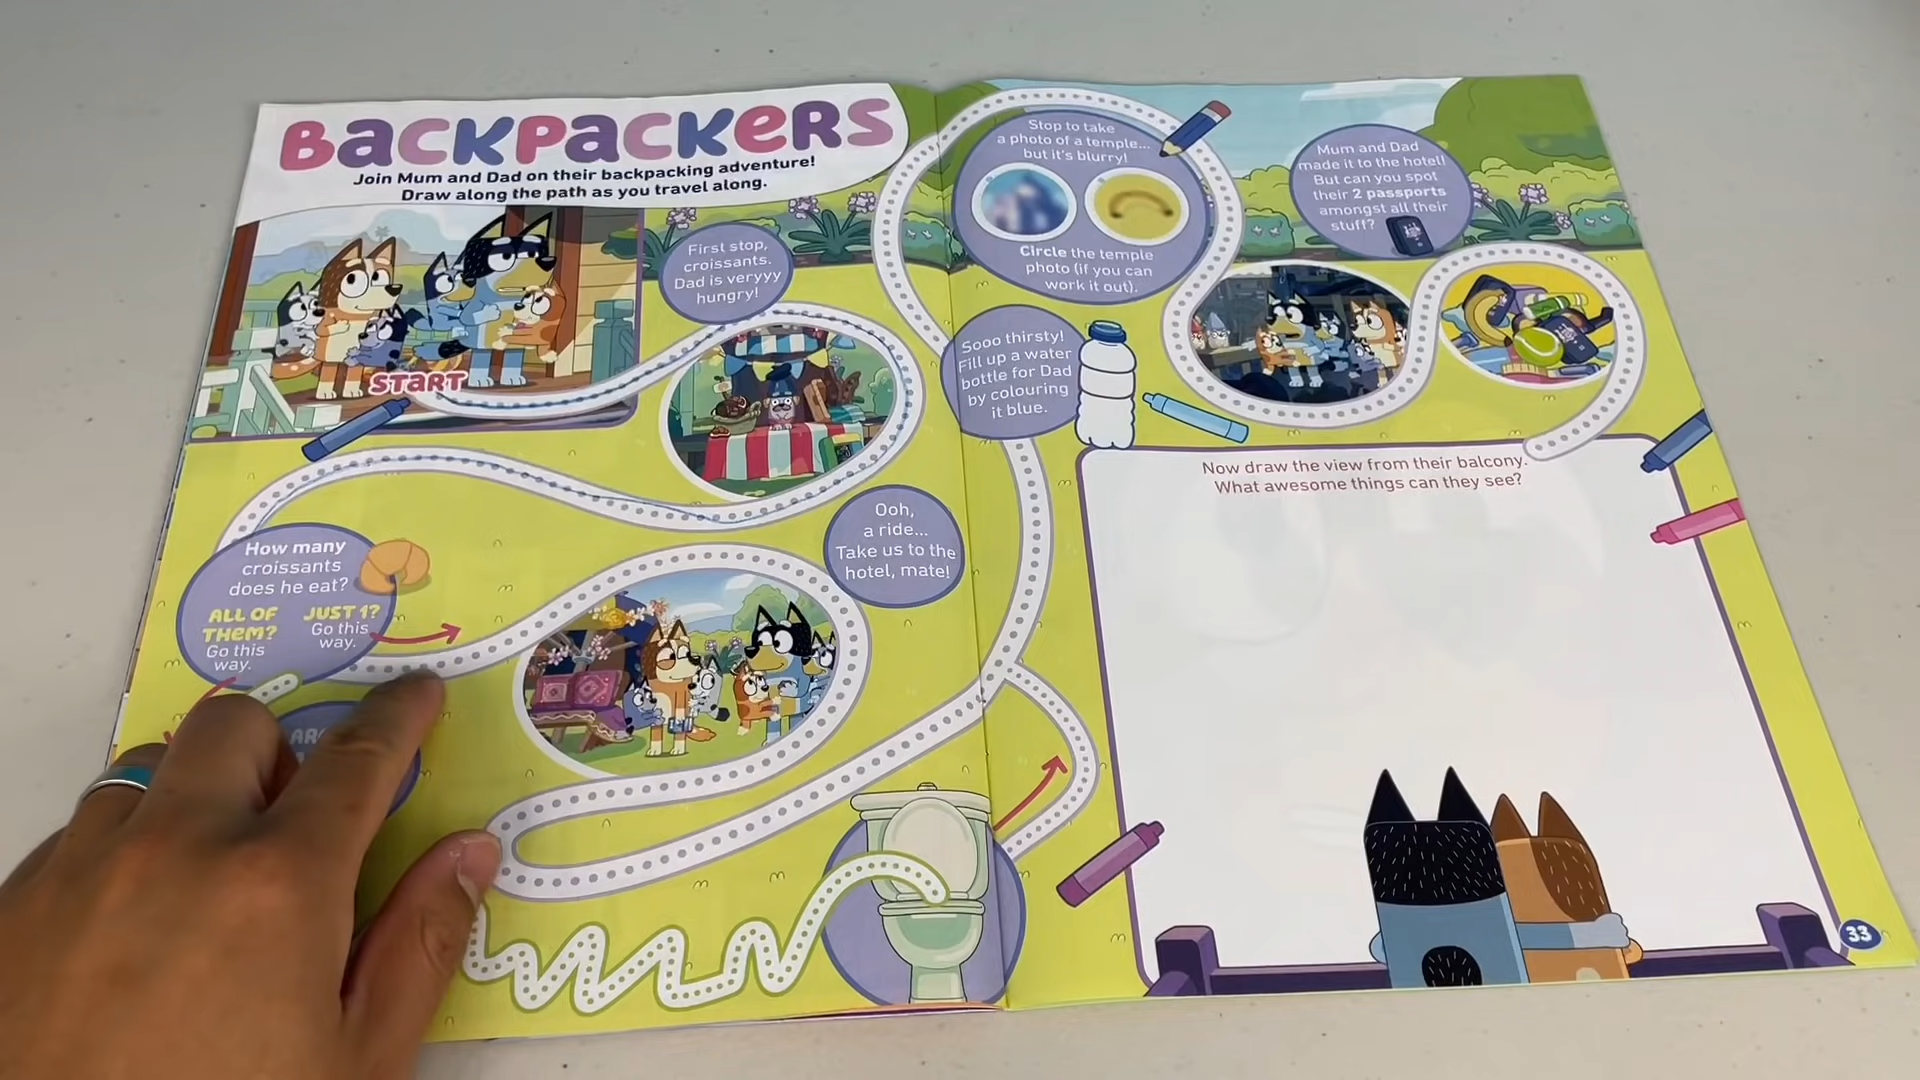 BACKPACKERS
Join Mum and Dad on their backpacking adventure!
Draw along the path as you travel along.
START
First stop,
croissants.
Dad is veryyy
hungry!
How many
croissants
does he eat?
ALL OF
THEM?
Go this
way.
JUST 1?
Go this
way.
Ooh,
a ride...
Take us to the
hotel, mate!
Stop to take
a photo of a temple...
but it's blurry!
Circle the temple
photo (if you can
work it out).
Sooo thirsty!
Fill up a water
bottle for Dad
by colouring
it blue.
Mum and Dad
made it to the hotel!
But can you spot
their 2 passports
amongst all their
stuff?
Now draw the view from their balcony.
What awesome things can they see?
33